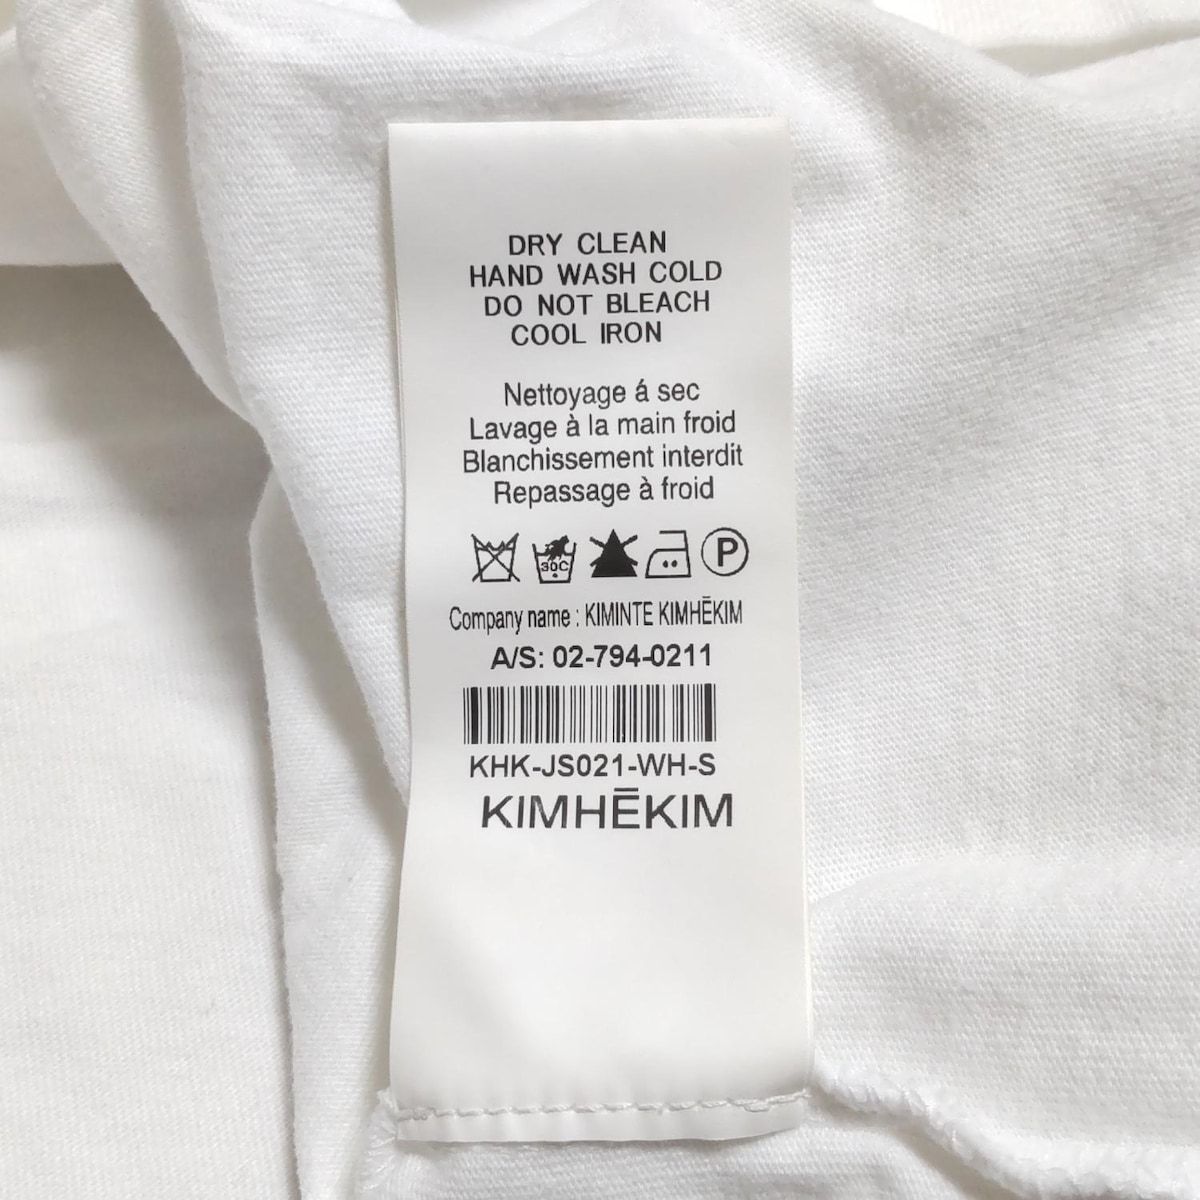 DRY CLEAN
HAND WASH COLD
DO NOT BLEACH
COOL IRON
Nettoyage á sec
Lavage à la main froid
Blanchissement interdit
Repassage à froid
30C P
Company name : KIMINTE KIMHĒKIM
A/S: 02-794-0211
KHK-JS021-WH-S
KIMHĒKIM